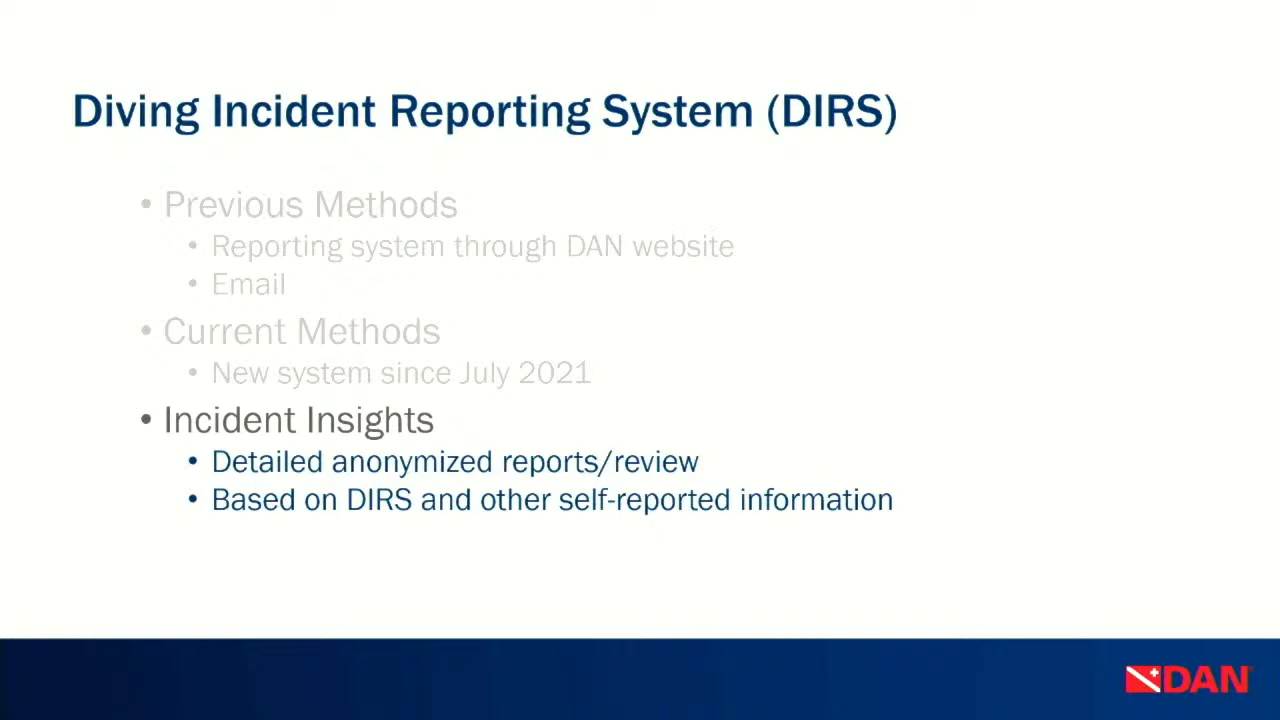 Diving Incident Reporting System (DIRS)
• Previous Methods
• Reporting system through DAN website
• Email
• Current Methods
• New system since July 2021
• Incident Insights
• Detailed anonymized reports/review
• Based on DIRS and other self-reported information
DAN